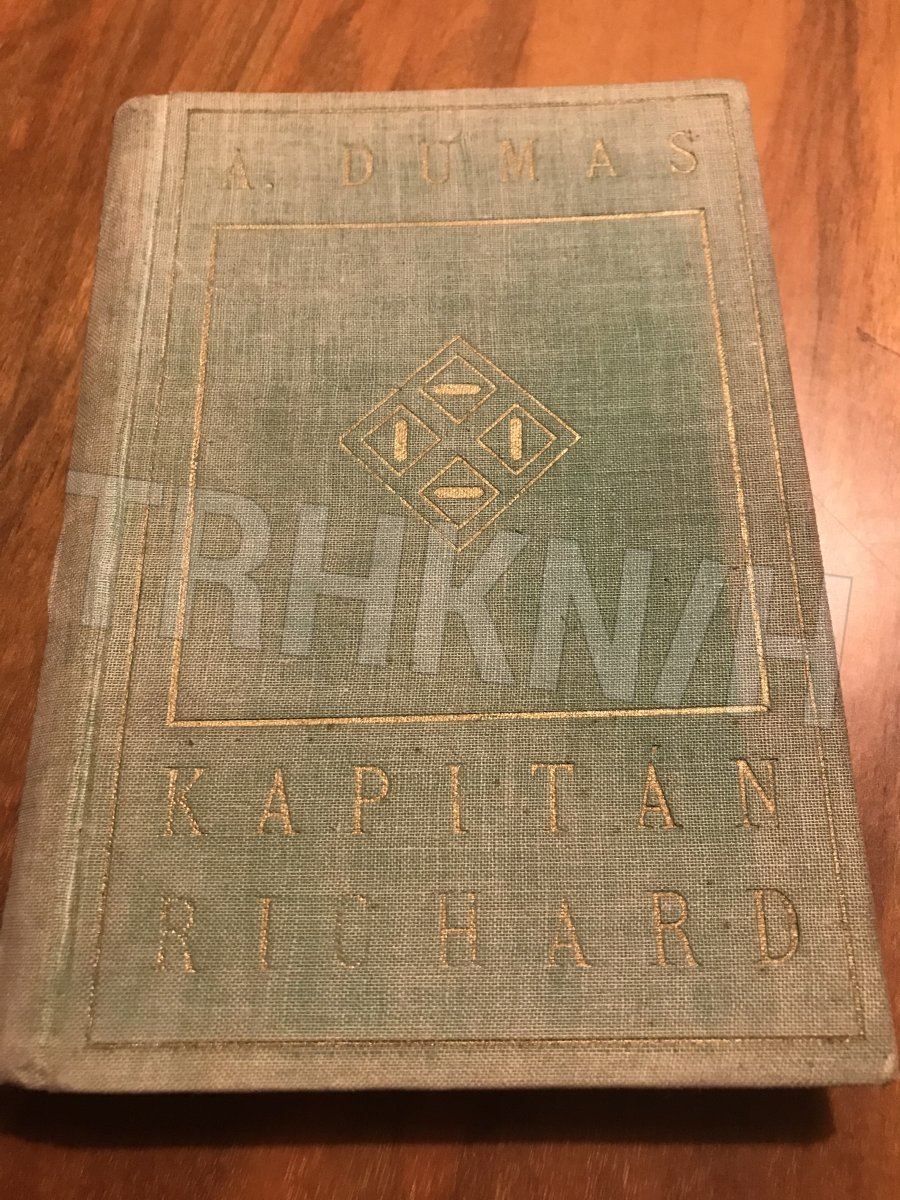 A. DUMAS
TRHKNIH
KAPITÁN
RICHARD